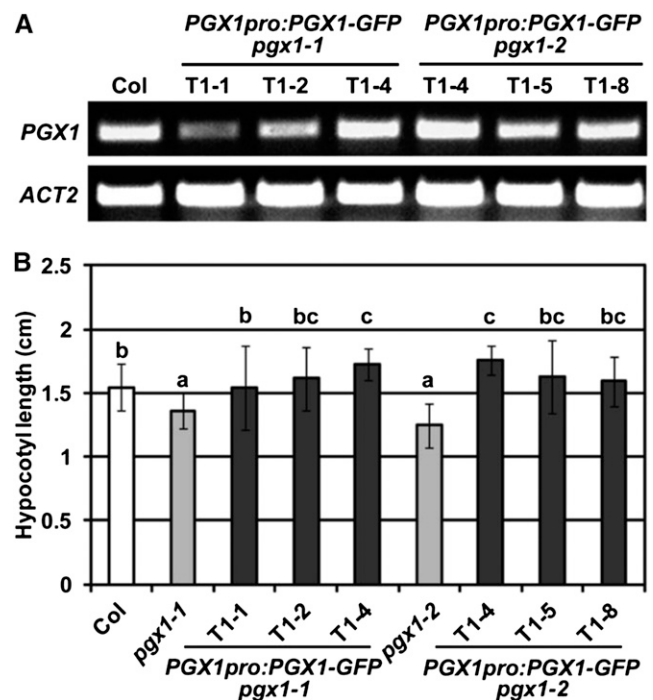 A
PGX1pro:PGX1-GFP PGX1pro:PGX1-GFP
pgx1-1 pgx1-2
Col T1-1 T1-2 T1-4 T1-4 T1-5 T1-8
PGX1
ACT2
B
Hypocotyl length (cm)
2.5
2
1.5
1
0.5
0
b a b bc c a c bc bc
Col pgx1-1 T1-1 T1-2 T1-4 pgx1-2 T1-4 T1-5 T1-8
PGX1pro:PGX1-GFP PGX1pro:PGX1-GFP
pgx1-1 pgx1-2